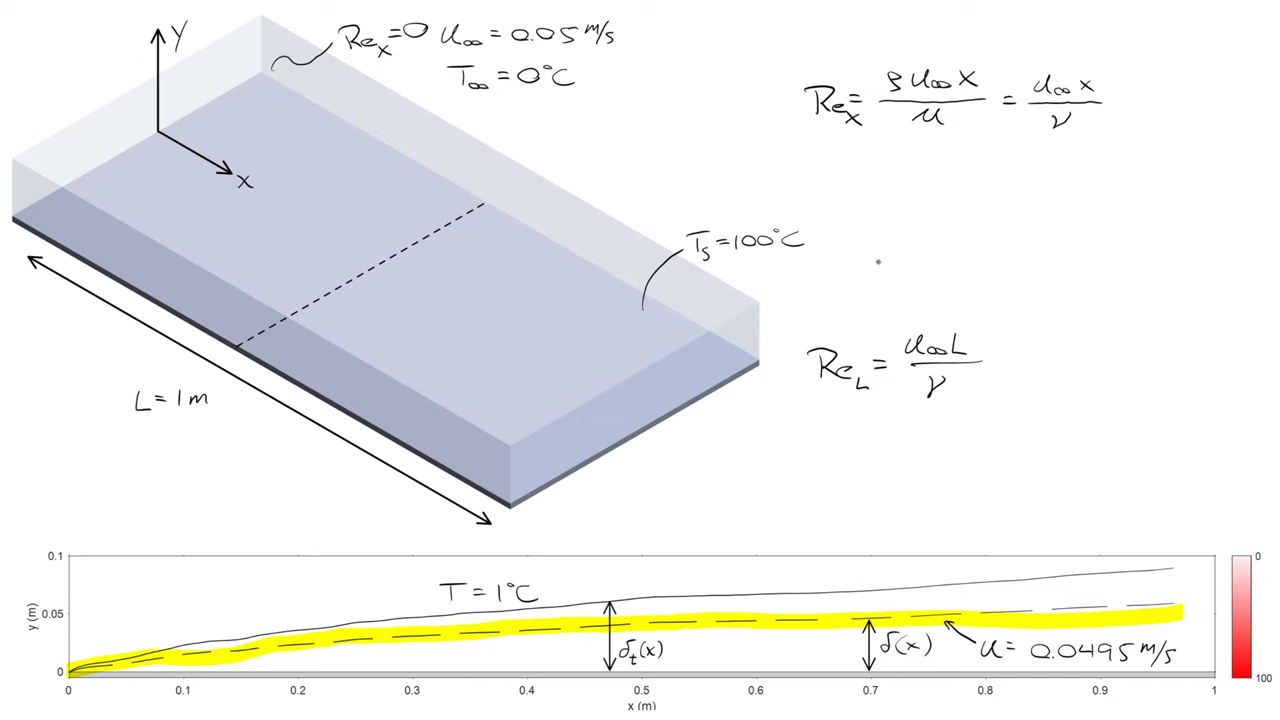 Y
Re_x=0 u∞ = 0.05 m/s
T∞ = 0°C
Re_x = ρu∞x/μ = u∞x/ν
x
T_s = 100°C
Re_L = u∞L/ν
L = 1m
0.1
0.05
0
y (m)
T = 1°C
δ_t(x)
δ(x)
u = 0.0495 m/s
0
100
0 0.1 0.2 0.3 0.4 0.5 0.6 0.7 0.8 0.9 1
x (m)